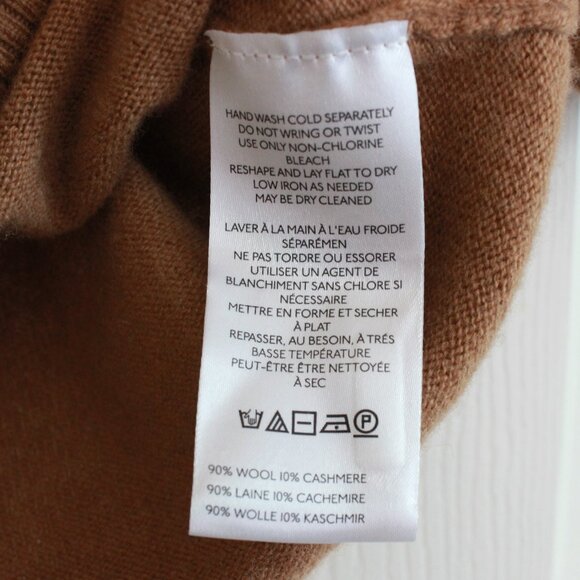 HAND WASH COLD SEPARATELY
DO NOT WRING OR TWIST
USE ONLY NON-CHLORINE
BLEACH
RESHAPE AND LAY FLAT TO DRY
LOW IRON AS NEEDED
MAY BE DRY CLEANED
LAVER À LA MAIN À L'EAU FROIDE
SÉPARÉMEN
NE PAS TORDRE OU ESSORER
UTILISER UN AGENT DE
BLANCHIMENT SANS CHLORE SI
NÉCESSAIRE
METTRE EN FORME ET SECHER
À PLAT
REPASSER, AU BESOIN, À TRÉS
BASSE TEMPÉRATURE
PEUT-ÊTRE ÊTRE NETTOYÉE
À SEC
P
90% WOOL 10% CASHMERE
90% LAINE 10% CACHEMIRE
90% WOLLE 10% KASCHMIR